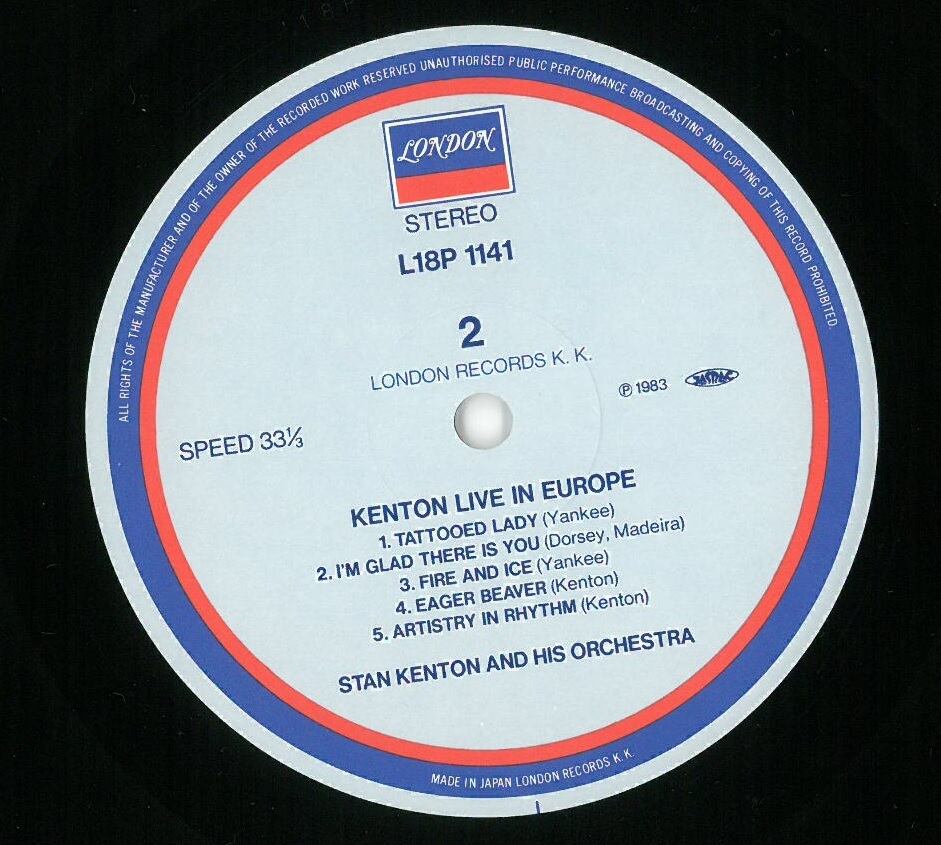 ALL RIGHTS OF THE MANUFACTURER AND OF THE OWNER OF THE RECORDED WORK RESERVED UNAUTHORISED PUBLIC PERFORMANCE BROADCASTING AND COPYING OF THIS RECORD PROHIBITED.
LONDON
STEREO
L18P 1141
2
LONDON RECORDS K. K.
℗ 1983
JASRAC
SPEED 33⅓
KENTON LIVE IN EUROPE
1. TATTOOED LADY (Yankee)
2. I'M GLAD THERE IS YOU (Dorsey, Madeira)
3. FIRE AND ICE (Yankee)
4. EAGER BEAVER (Kenton)
5. ARTISTRY IN RHYTHM (Kenton)
STAN KENTON AND HIS ORCHESTRA
MADE IN JAPAN LONDON RECORDS K. K.